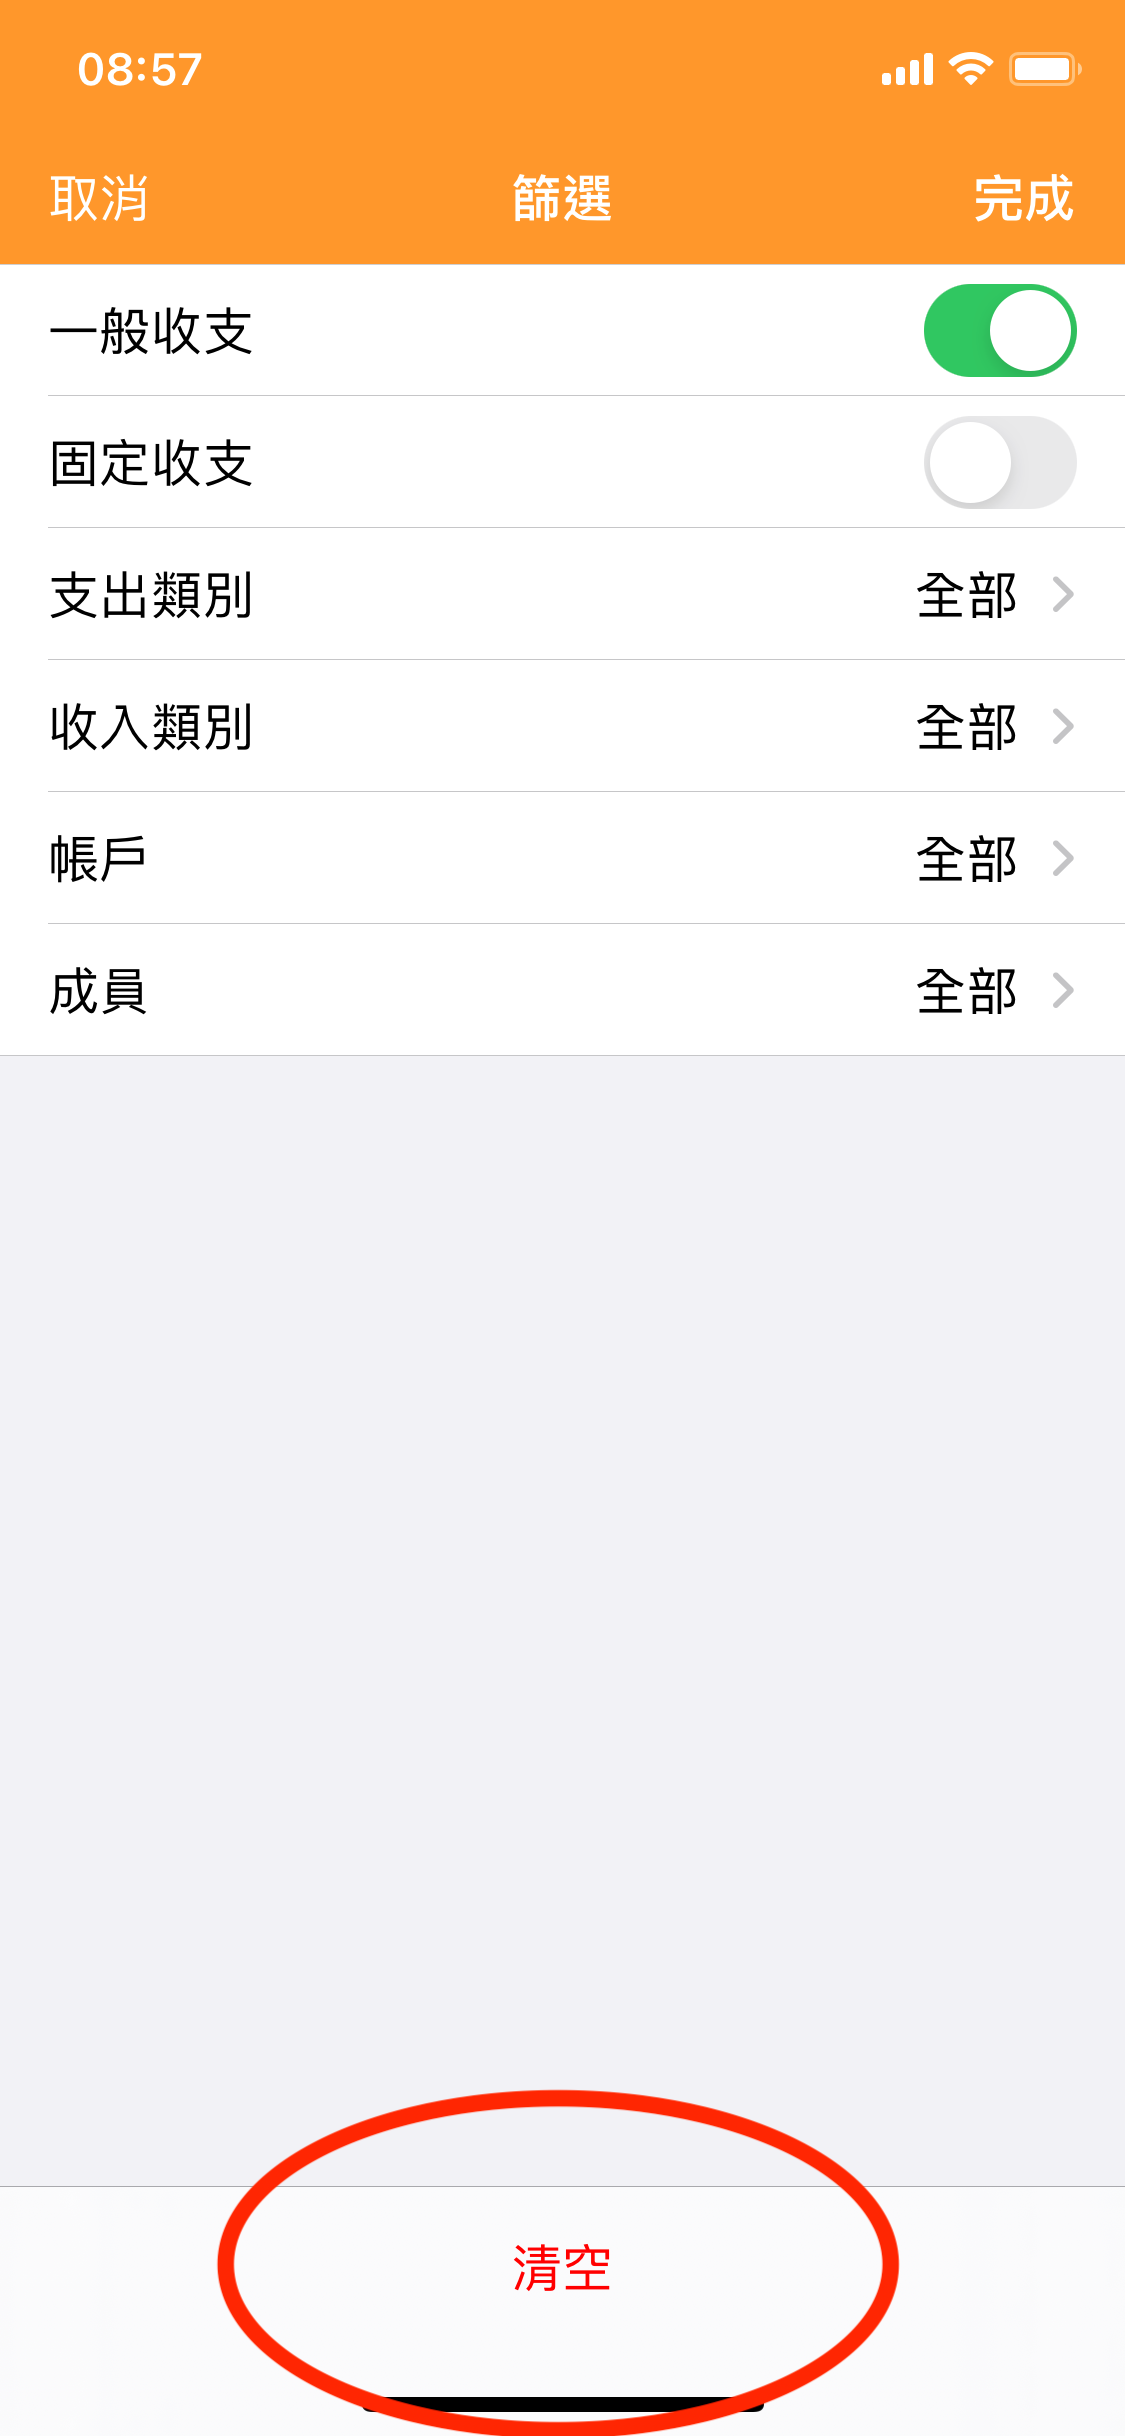 08:57
取消 篩選 完成
一般收支
固定收支
支出類別 全部
收入類別 全部
帳戶 全部
成員 全部
清空